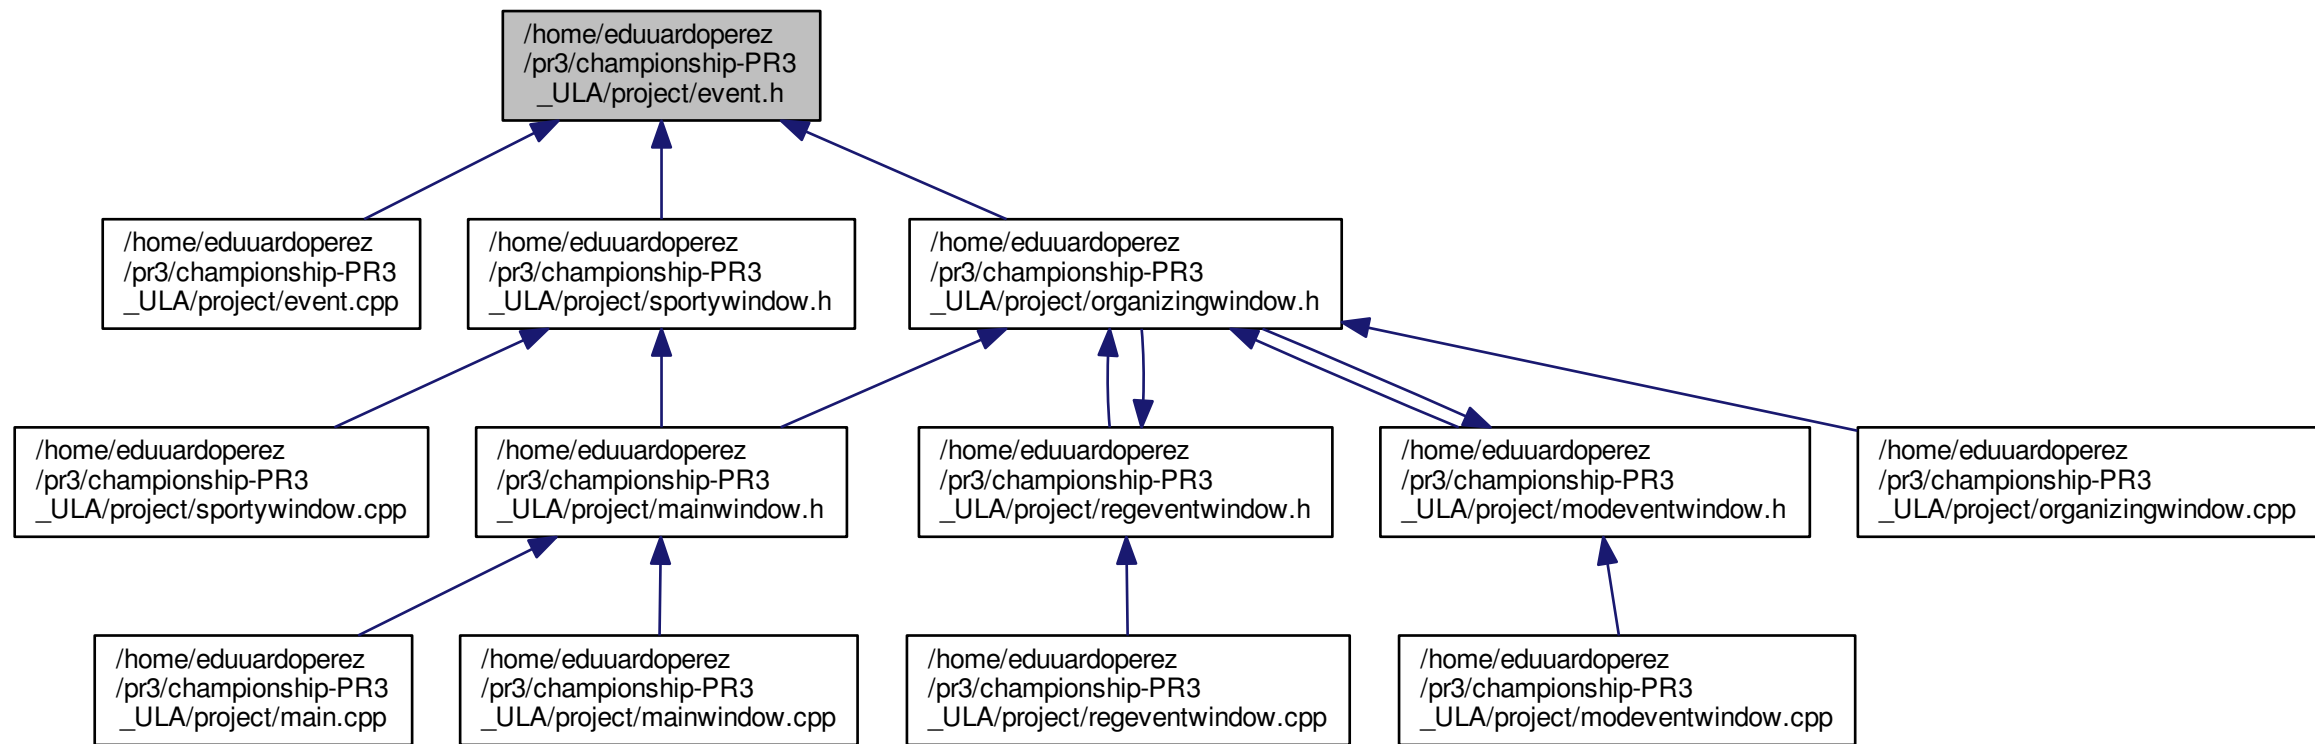 /home/eduuardoperez
/pr3/championship-PR3
_ULA/project/event.h
/home/eduuardoperez
/pr3/championship-PR3
_ULA/project/event.cpp
/home/eduuardoperez
/pr3/championship-PR3
_ULA/project/sportywindow.h
/home/eduuardoperez
/pr3/championship-PR3
_ULA/project/organizingwindow.h
/home/eduuardoperez
/pr3/championship-PR3
_ULA/project/sportywindow.cpp
/home/eduuardoperez
/pr3/championship-PR3
_ULA/project/mainwindow.h
/home/eduuardoperez
/pr3/championship-PR3
_ULA/project/regeventwindow.h
/home/eduuardoperez
/pr3/championship-PR3
_ULA/project/modeventwindow.h
/home/eduuardoperez
/pr3/championship-PR3
_ULA/project/organizingwindow.cpp
/home/eduuardoperez
/pr3/championship-PR3
_ULA/project/main.cpp
/home/eduuardoperez
/pr3/championship-PR3
_ULA/project/mainwindow.cpp
/home/eduuardoperez
/pr3/championship-PR3
_ULA/project/regeventwindow.cpp
/home/eduuardoperez
/pr3/championship-PR3
_ULA/project/modeventwindow.cpp